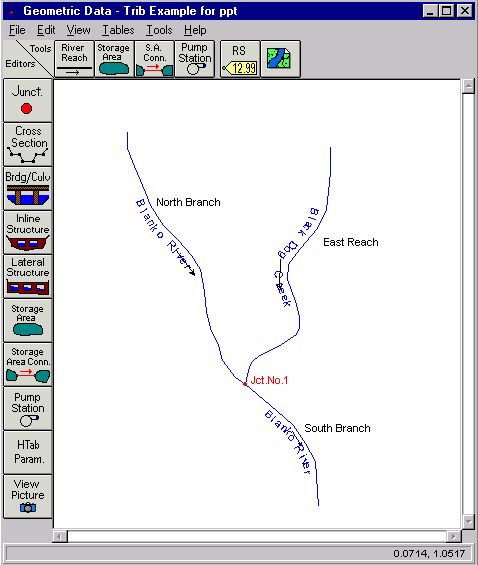 Geometric Data - Trib Example for ppt
File Edit View Tables Tools Help
Tools
Editors
River
Reach
Storage
Area
S.A.
Conn.
Pump
Station
RS
12.99
Junct.
Cross
Section
Brdg/Culv
Inline
Structure
Lateral
Structure
Storage
Area
Storage
Area Conn.
Pump
Station
HTab
Param.
View
Picture
North Branch
Blanko River
Black Dog Creek
East Reach
Jct.No.1
South Branch
Blanko River
0.0714, 1.0517